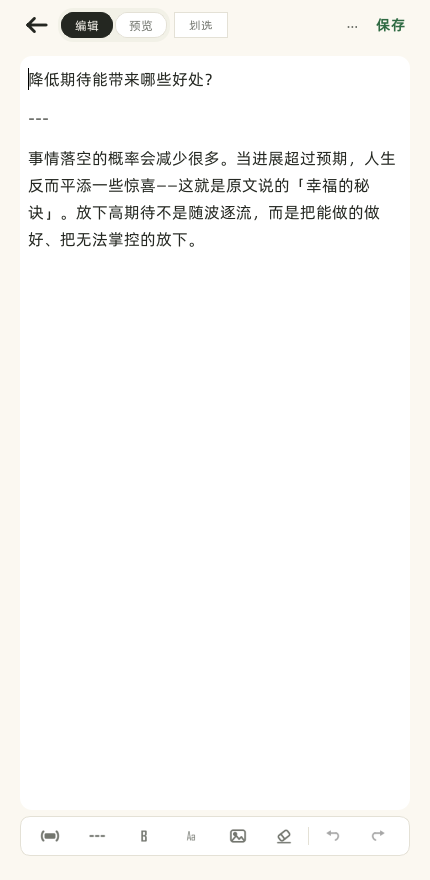 编辑 预览 划选 … 保存
降低期待能带来哪些好处？
---
事情落空的概率会减少很多。当进展超过预期，人生
反而平添一些惊喜——这就是原文说的「幸福的秘
诀」。放下高期待不是随波逐流，而是把能做的做
好、把无法掌控的放下。
--- B Aa